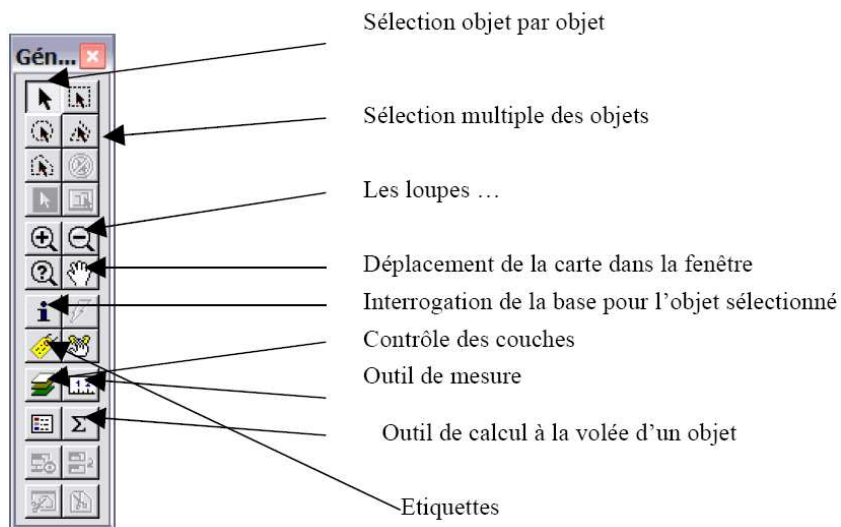 Sélection objet par objet
Gén...
Sélection multiple des objets
Les loupes …
Déplacement de la carte dans la fenêtre
Interrogation de la base pour l’objet sélectionné
Contrôle des couches
Outil de mesure
Outil de calcul à la volée d’un objet
Etiquettes